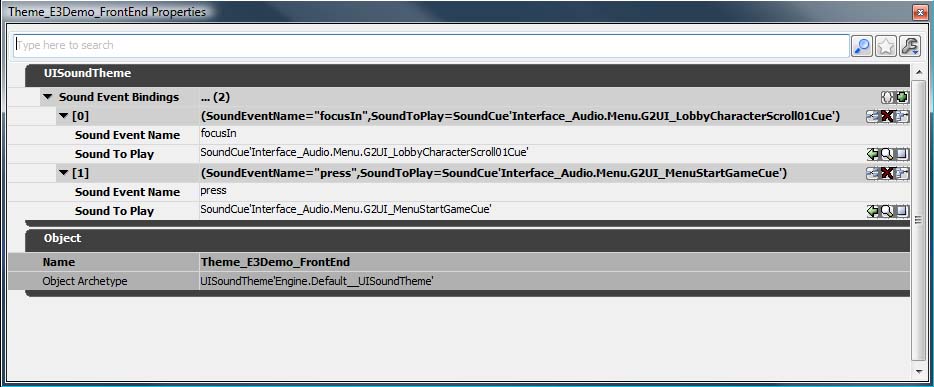 Theme_E3Demo_FrontEnd Properties
Type here to search
UISoundTheme
Sound Event Bindings ... (2)
[0] (SoundEventName="focusIn",SoundToPlay=SoundCue'Interface_Audio.Menu.G2UI_LobbyCharacterScroll01Cue')
Sound Event Name focusIn
Sound To Play SoundCue'Interface_Audio.Menu.G2UI_LobbyCharacterScroll01Cue'
[1] (SoundEventName="press",SoundToPlay=SoundCue'Interface_Audio.Menu.G2UI_MenuStartGameCue')
Sound Event Name press
Sound To Play SoundCue'Interface_Audio.Menu.G2UI_MenuStartGameCue'
Object
Name Theme_E3Demo_FrontEnd
Object Archetype UISoundTheme'Engine.Default__UISoundTheme'